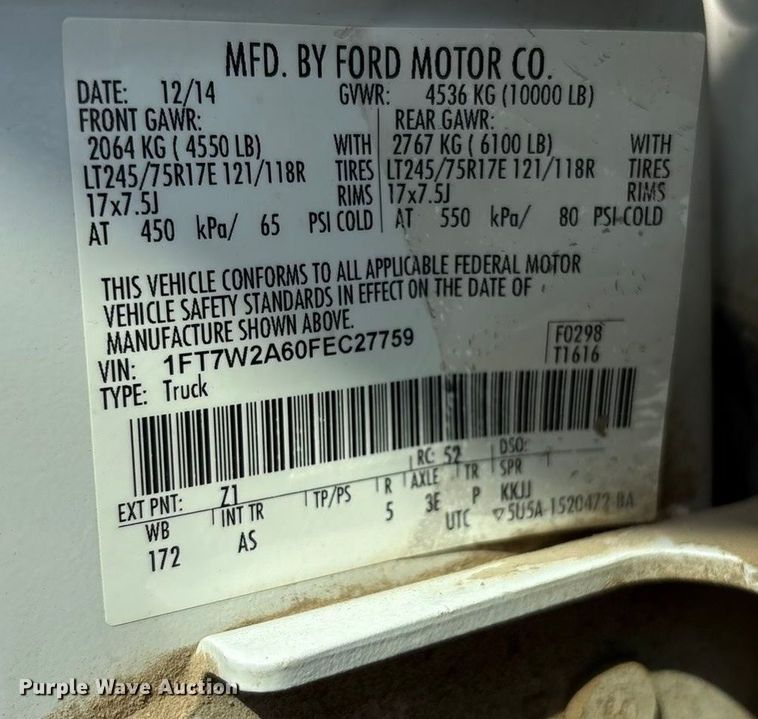 MFD. BY FORD MOTOR CO.
DATE: 12/14 GVWR: 4536 KG (10000 LB)
FRONT GAWR: REAR GAWR:
2064 KG ( 4550 LB) WITH 2767 KG ( 6100 LB) WITH
LT245/75R17E 121/118R TIRES LT245/75R17E 121/118R TIRES
17x7.5J RIMS 17x7.5J RIMS
AT 450 kPa/ 65 PSI COLD AT 550 kPa/ 80 PSI COLD
THIS VEHICLE CONFORMS TO ALL APPLICABLE FEDERAL MOTOR
VEHICLE SAFETY STANDARDS IN EFFECT ON THE DATE OF
MANUFACTURE SHOWN ABOVE.
VIN: 1FT7W2A60FEC27759 F0298
TYPE: Truck T1616
RC: 52 DSO:
EXT PNT: Z1
WB INT TR TP/PS R AXLE TR SPR
172 AS 5 3E P KKJJ
UTC ▽5U5A-1520472-BA
Purple Wave Auction